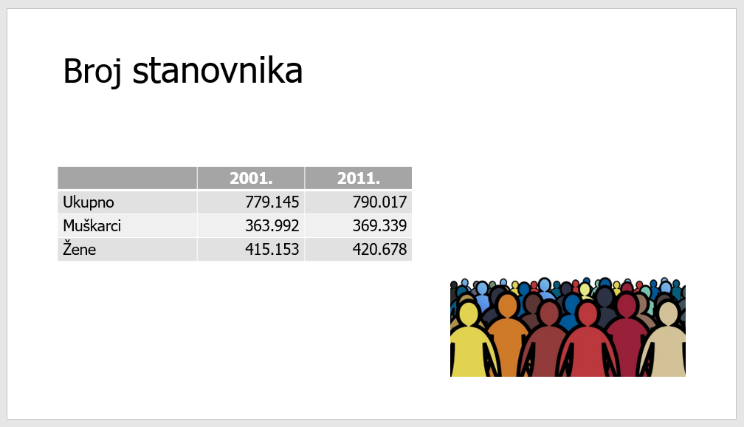 Broj stanovnika
2001. 2011.
Ukupno 779.145 790.017
Muškarci 363.992 369.339
Žene 415.153 420.678